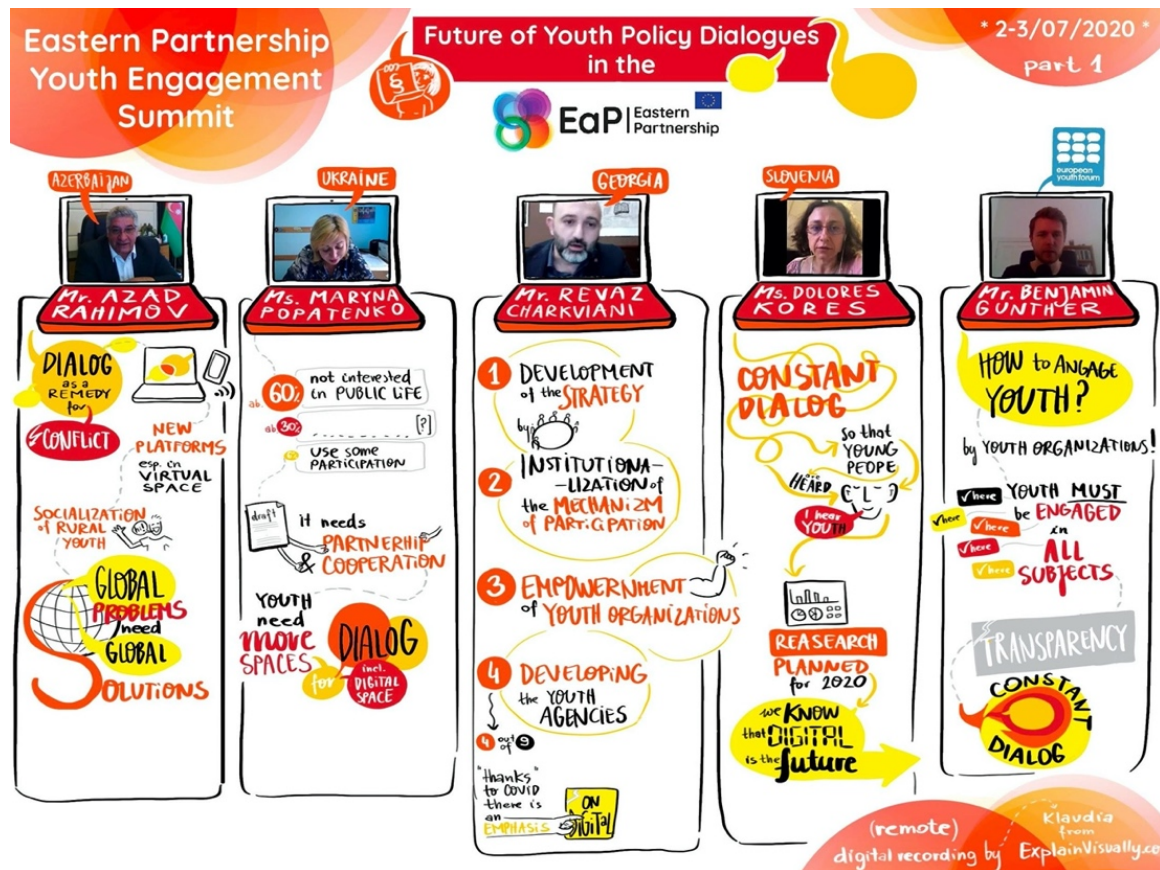 Eastern Partnership
Youth Engagement
Summit
Future of Youth Policy Dialogues
in the
EaP
Eastern
Partnership
* 2-3/07/2020 *
part 1
AZERBAIJAN
Mr. AZAD
RAHIMOV
DIALOG
as a
REMEDY
for
CONFLICT
NEW
PLATFORMS
esp. in
VIRTUAL
SPACE
SOCIALIZATION
of RURAL
YOUTH
GLOBAL
PROBLEMS
need
GLOBAL
SOLUTIONS
UKRAINE
Ms. MARYNA
POPATENKO
ab. 60%
not interested
in PUBLIC LIFE
ab 30%
[?]
USE some
PARTICIPATION
draft
it needs
PARTNERHIP
& COOPERATION
YOUTH
need
more
SPACES
for
DIALOG
incl.
DIGITAL
SPACE
GEORGIA
Mr. REVAZ
CHARKVIANI
1 DEVELOPMENT
of the STRATEGY
by
2 INSTITUTIONA-
-LIZATION of
the MECHANIZM
of PARTICIPATION
3 EMPOWERNMENT
of YOUTH ORGANIZATIONS
4 DEVELOPING
the YOUTH
AGENCIES
4 out of 9
"thanks"
to COVID
there is
an
EMPHASIS
ON
DIGITAL
SLOVENIA
Ms. DOLORES
KORES
CONSTANT
DIALOG
so that
YOUNG
PEOPE
are
HEARD
I hear
YOUTH
REASEARCH
PLANNED
for 2020
we KNOW
that DIGITAL
is the future
european
youth forum
Mr. BENJAMIN
GÜNTHER
HOW to ANGAGE
YOUTH?
by YOUTH ORGANIZATIONS!
✓here
✓here
✓here
✓here
✓here
YOUTH MUST
be ENGAGED
in
ALL
SUBJECTS
TRANSPARENCY
CONSTANT
DIALOG
(remote)
digital recording by
Klaudia
from
ExplainVisually.co